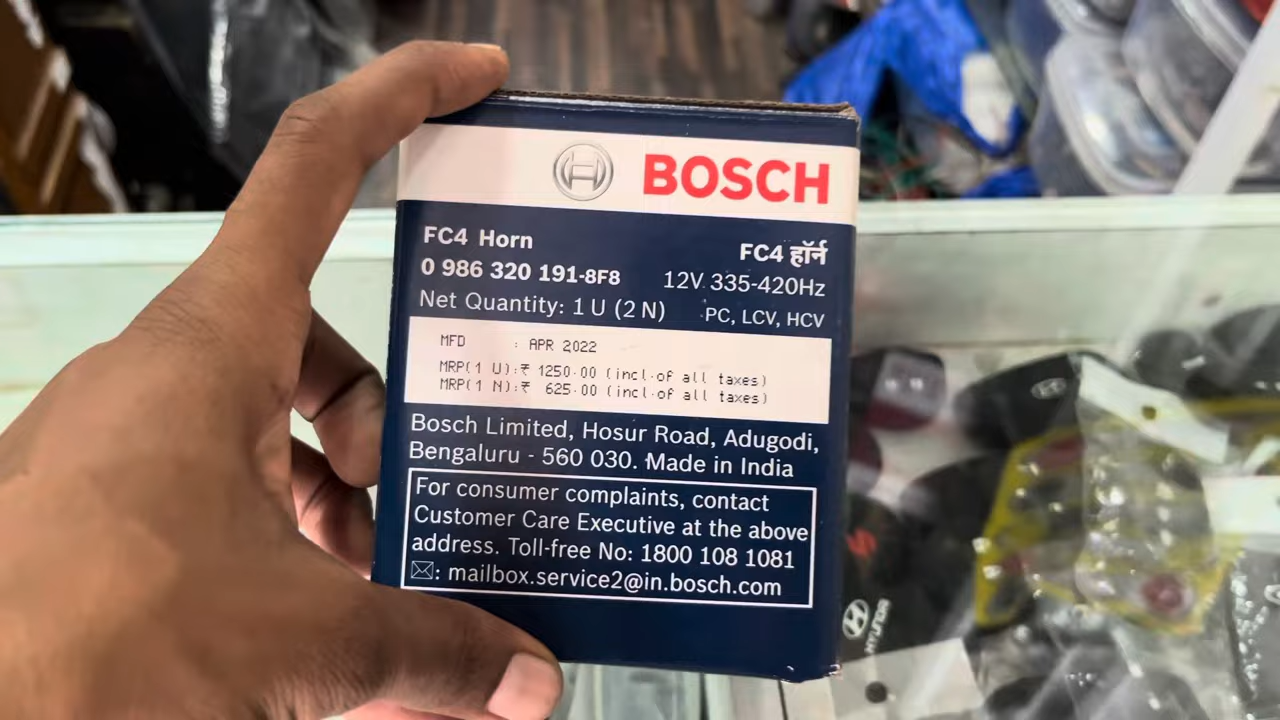 BOSCH
FC4 Horn
FC4 हॉर्न
0 986 320 191-8F8
12V 335-420Hz
Net Quantity: 1 U (2 N)
PC, LCV, HCV
MFD : APR 2022
MRP(1 U):₹ 1250.00 (incl.of all taxes)
MRP(1 N):₹ 625.00 (incl.of all taxes)
Bosch Limited, Hosur Road, Adugodi,
Bengaluru - 560 030. Made in India
For consumer complaints, contact
Customer Care Executive at the above
address. Toll-free No: 1800 108 1081
✉: mailbox.service2@in.bosch.com
HYUNDAI